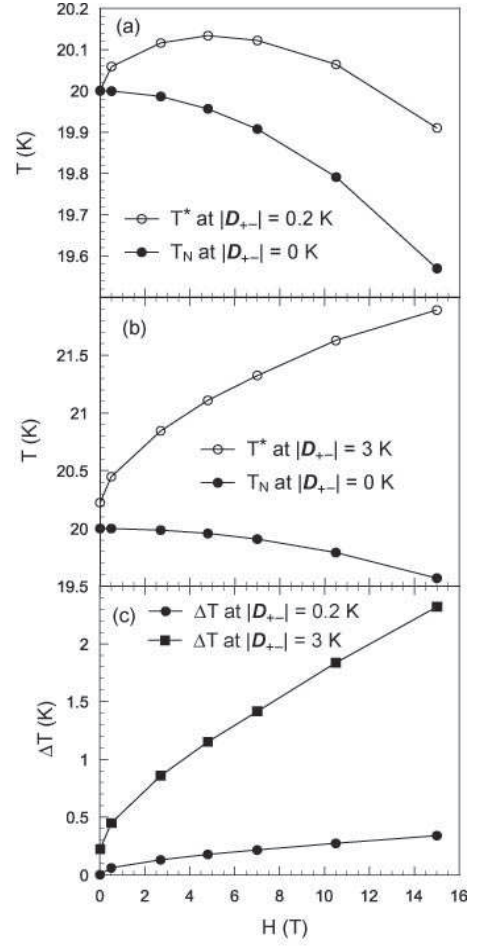 20.2
(a)
20.1
20
19.9
19.8
19.7
19.6
T (K)
T* at |D+−| = 0.2 K
TN at |D+−| = 0 K
(b)
21.5
21
20.5
20
19.5
T (K)
T* at |D+−| = 3 K
TN at |D+−| = 0 K
(c)
ΔT at |D+−| = 0.2 K
ΔT at |D+−| = 3 K
2
1.5
1
0.5
0
ΔT (K)
0 2 4 6 8 10 12 14 16
H (T)